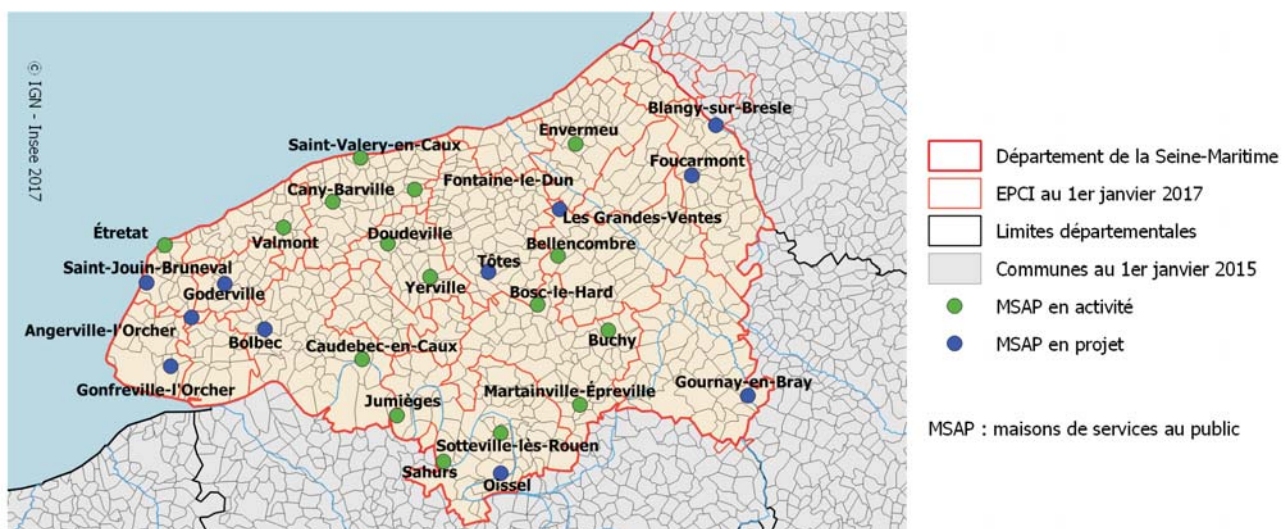 © IGN - Insee 2017
Blangy-sur-Bresle
Envermeu
Saint-Valery-en-Caux
Foucarmont
Cany-Barville
Fontaine-le-Dun
Les Grandes-Ventes
Étretat
Valmont
Doudeville
Bellencombre
Saint-Jouin-Bruneval
Tôtes
Goderville
Yerville
Bosc-le-Hard
Angerville-l'Orcher
Bolbec
Buchy
Caudebec-en-Caux
Gonfreville-l'Orcher
Gournay-en-Bray
Martainville-Épreville
Jumièges
Sotteville-lès-Rouen
Sahurs
Oissel
Département de la Seine-Maritime
EPCI au 1er janvier 2017
Limites départementales
Communes au 1er janvier 2015
MSAP en activité
MSAP en projet
MSAP : maisons de services au public